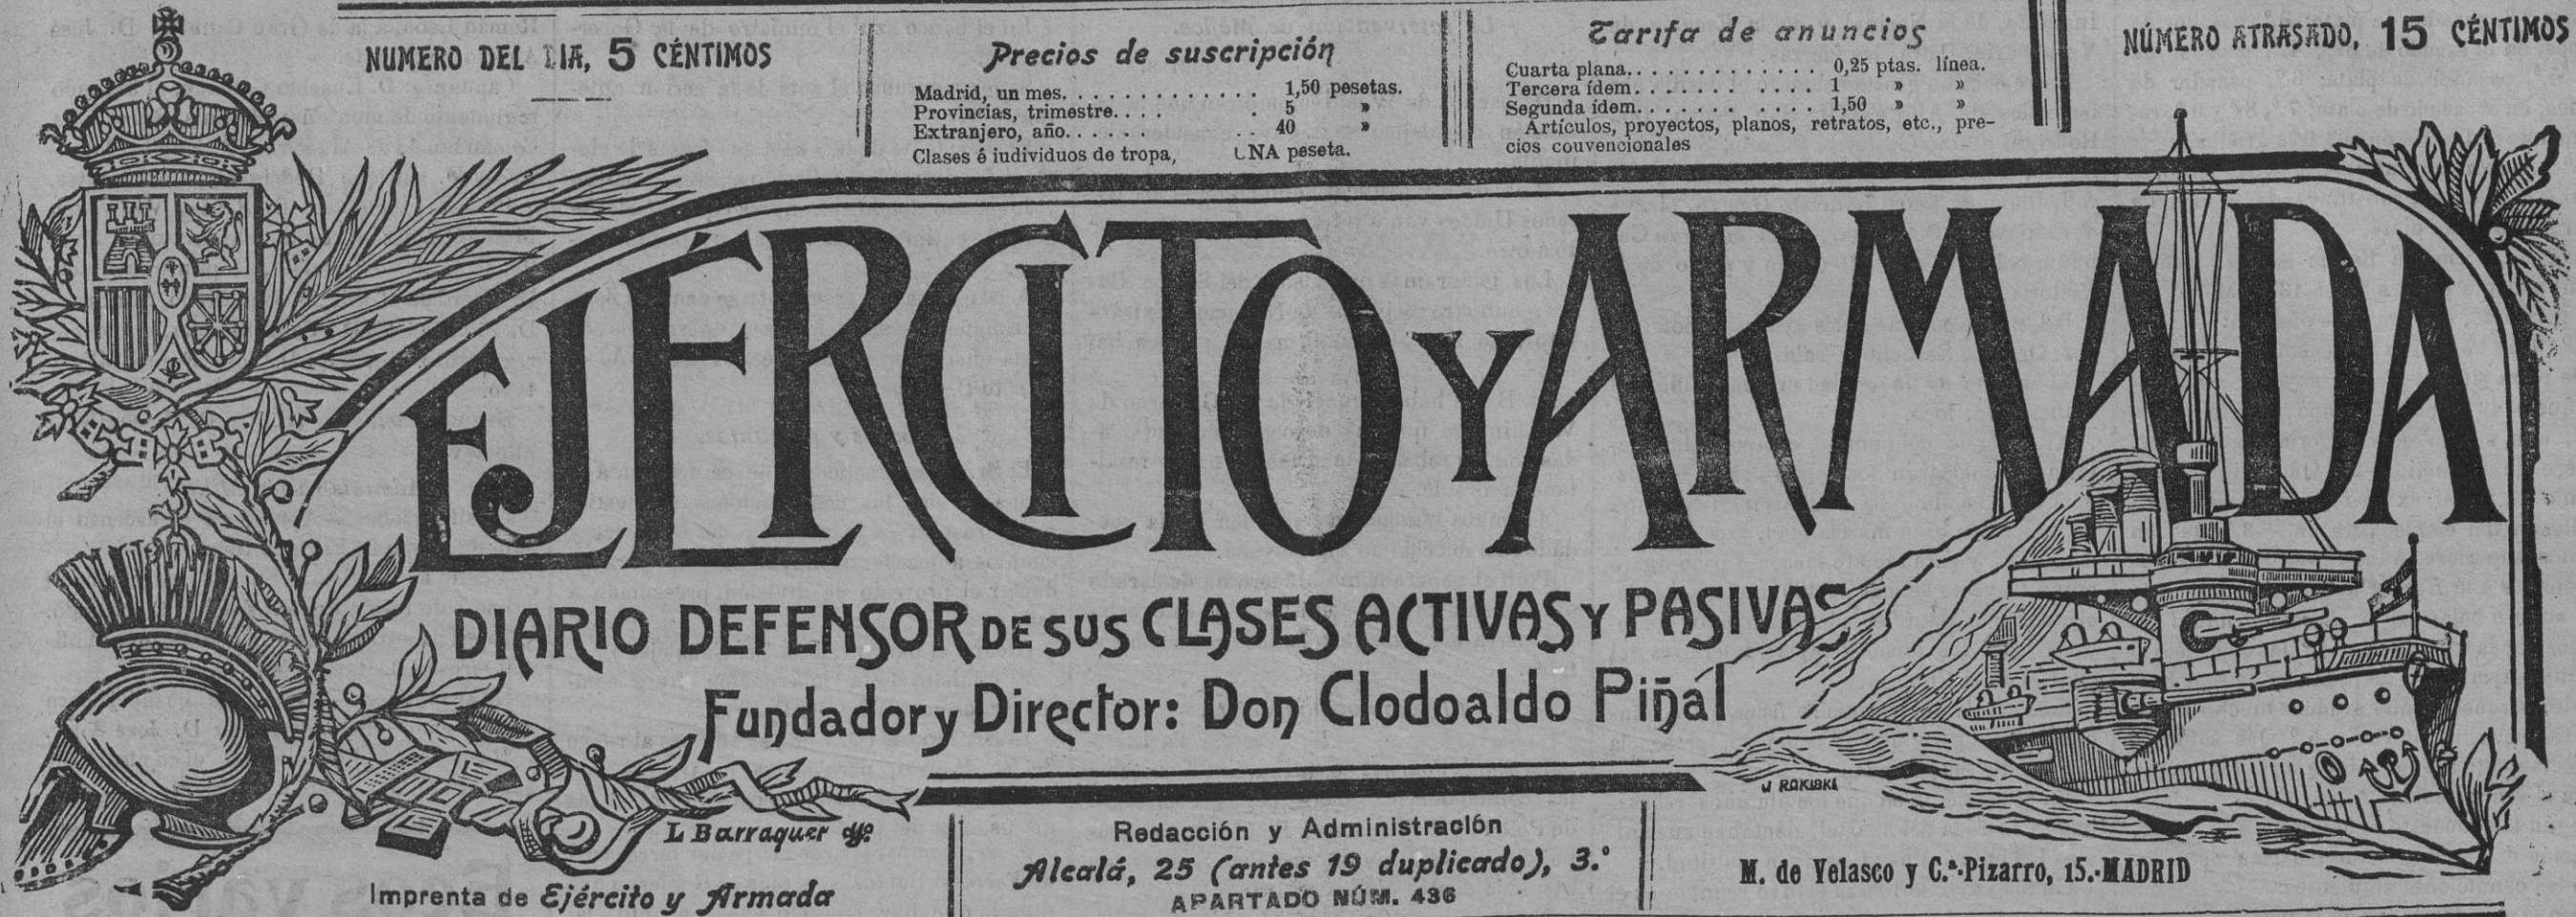 NUMERO DEL DIA, 5 CÉNTIMOS
Precios de suscripción
Madrid, un mes. . . . . . . . . . . . . 1,50 pesetas.
Provincias, trimestre. . . . . 5 »
Extranjero, año. . . . . . . . 40 »
Clases é iudividuos de tropa, UNA peseta.
Tarifa de anuncios
Cuarta plana. . . . . . . . . . . . . 0,25 ptas. línea.
Tercera ídem. . . . . . . . . . . . 1 » »
Segunda ídem. . . . . . . . . . . . 1,50 » »
Artículos, proyectos, planos, retratos, etc., pre-
cios couvencionales
NÚMERO ATRASADO, 15 CÉNTIMOS
EJÉRCITO Y ARMADA
DIARIO DEFENSOR DE SUS CLASES ACTIVAS Y PASIVAS
Fundador y Director: Don Clodoaldo Piñal
L Barraquer
Imprenta de Ejército y Armada
Redacción y Administración
Alcalá, 25 (antes 19 duplicado), 3.°
APARTADO NÚM. 436
M. de Velasco y C.ª-Pizarro, 15.-MADRID